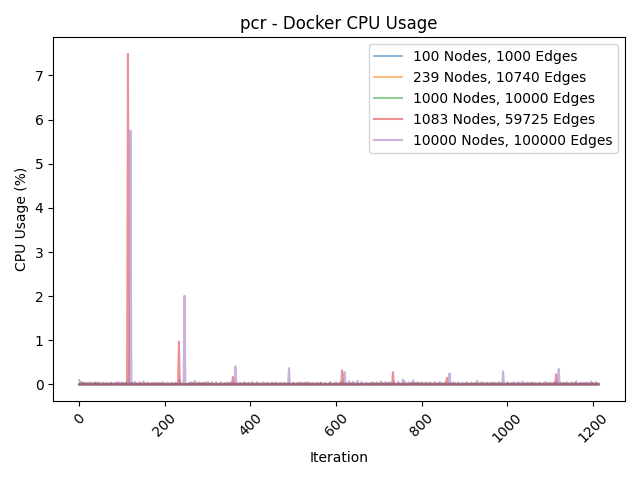 pcr - Docker CPU Usage
100 Nodes, 1000 Edges
239 Nodes, 10740 Edges
1000 Nodes, 10000 Edges
1083 Nodes, 59725 Edges
10000 Nodes, 100000 Edges
CPU Usage (%)
7
6
5
4
3
2
1
0
0
200
400
600
800
1000
1200
Iteration